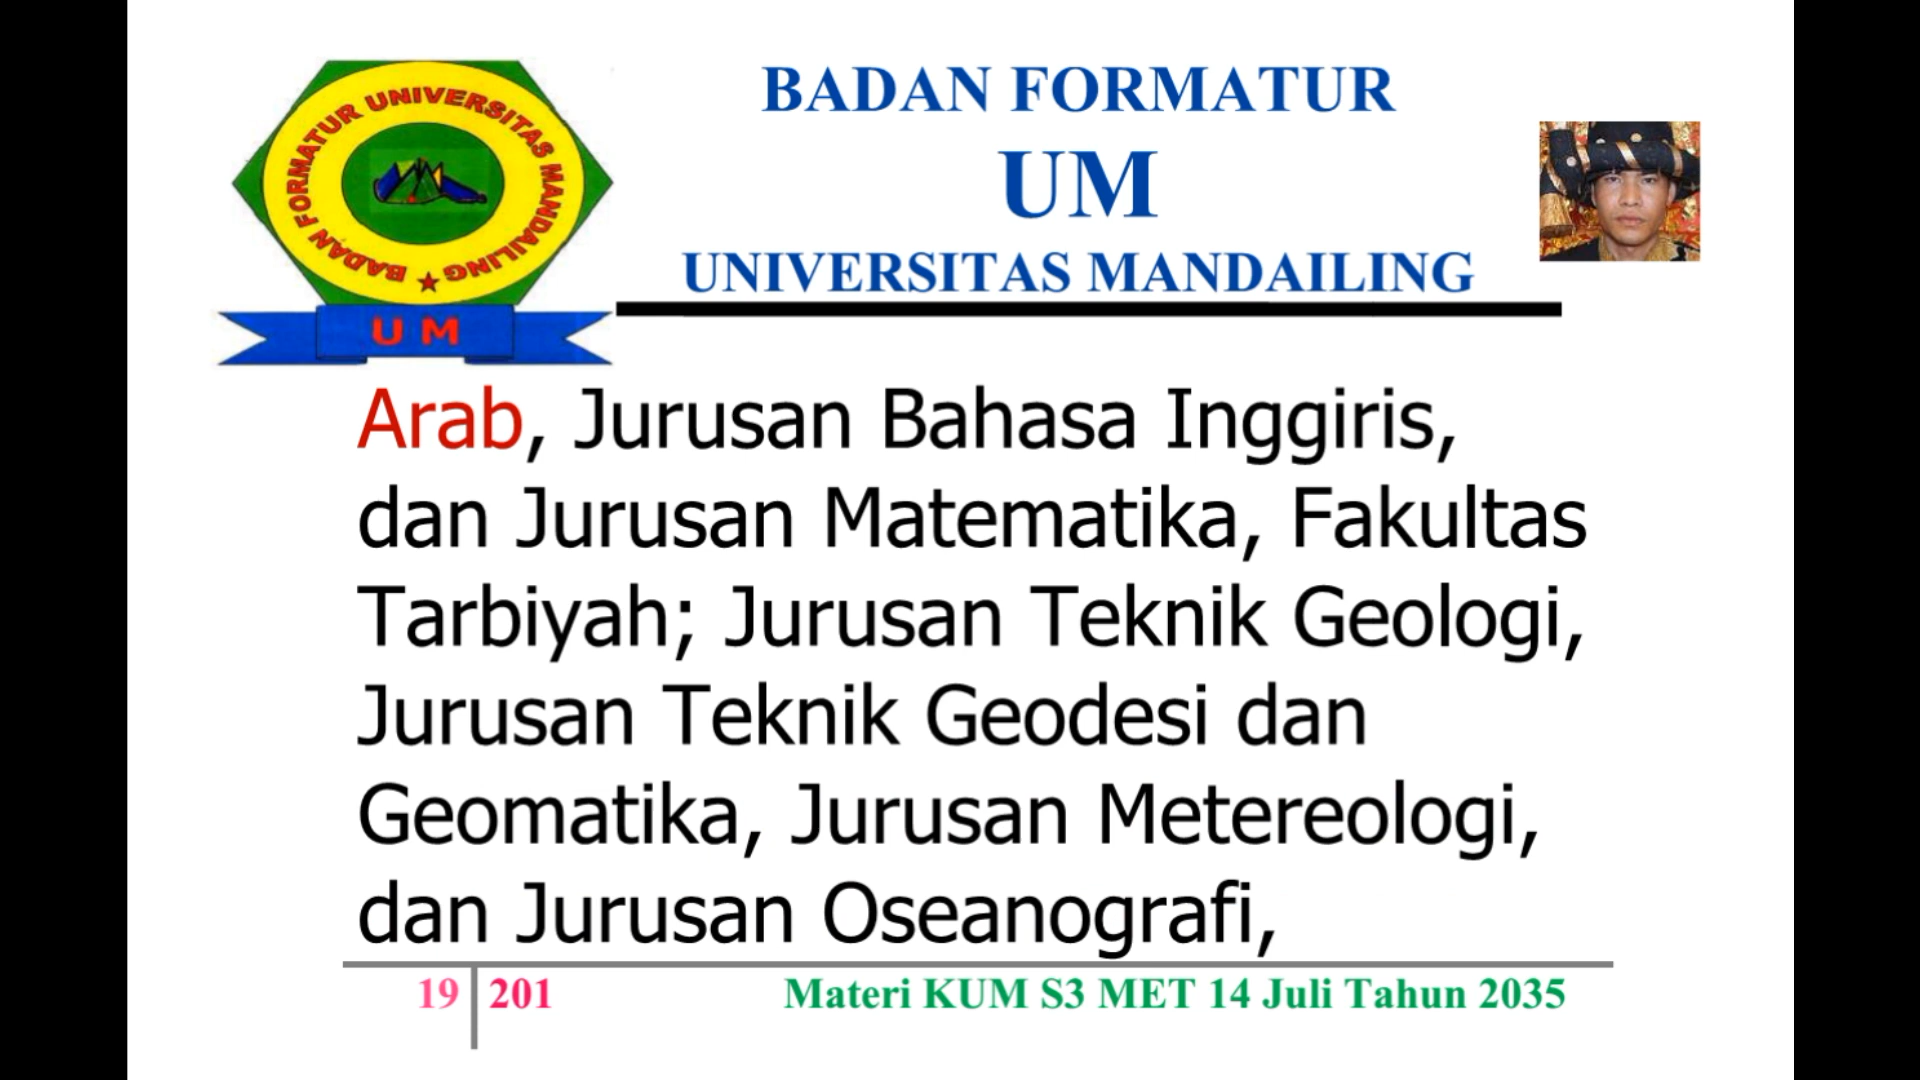 BADAN FORMATUR UNIVERSITAS MANDAILING
U M
BADAN FORMATUR
UM
UNIVERSITAS MANDAILING
Arab, Jurusan Bahasa Inggiris,
dan Jurusan Matematika, Fakultas
Tarbiyah; Jurusan Teknik Geologi,
Jurusan Teknik Geodesi dan
Geomatika, Jurusan Metereologi,
dan Jurusan Oseanografi,
19 201 Materi KUM S3 MET 14 Juli Tahun 2035